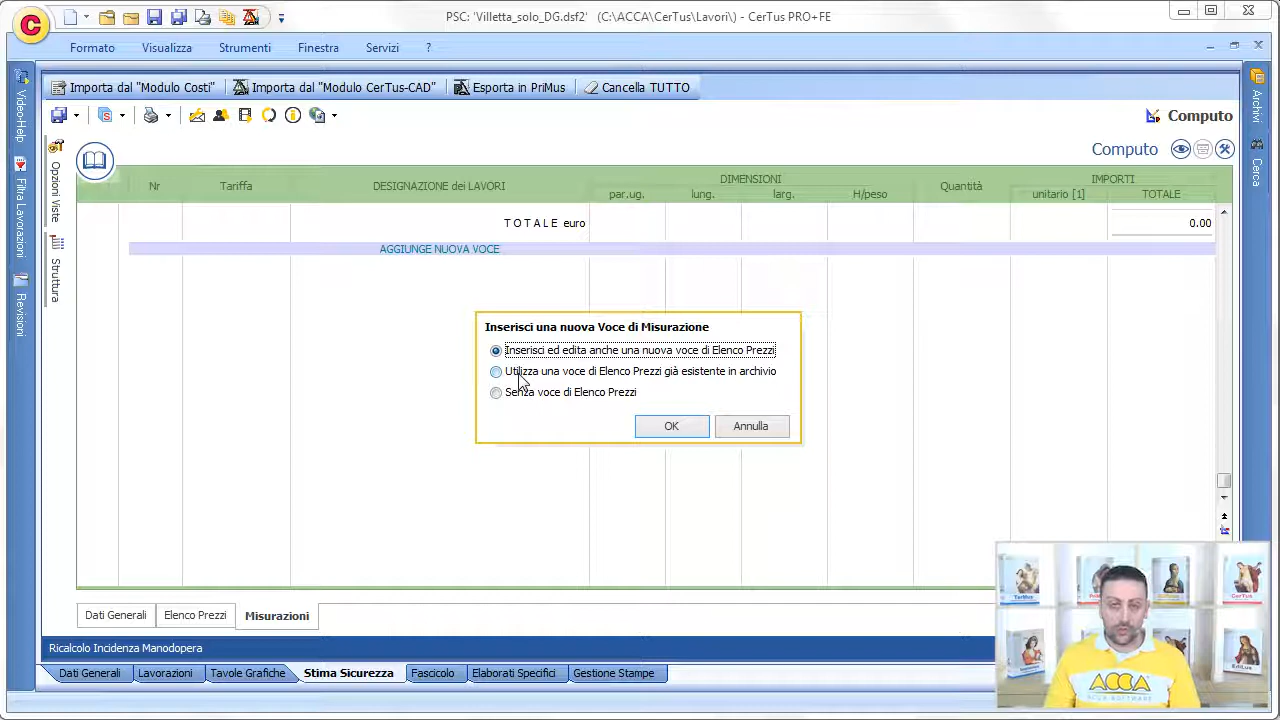 PSC: 'Villetta_solo_DG.dsf2' (C:\ACCA\CerTus\Lavori) - CerTus PRO+FE
Formato Visualizza Strumenti Finestra Servizi ?
Importa dal "Modulo Costi" Importa dal "Modulo CerTus-CAD" Esporta in PriMus Cancella TUTTO
Computo
Computo
Video-Help
Filtra Lavorazioni
Revisioni
Opzioni Viste
Struttura
Archivi
Cerca
Nr Tariffa DESIGNAZIONE dei LAVORI DIMENSIONI Quantità IMPORTI
par.ug. lung. larg. H/peso unitario [1] TOTALE
T O T A L E euro 0.00
AGGIUNGE NUOVA VOCE
Inserisci una nuova Voce di Misurazione
Inserisci ed edita anche una nuova voce di Elenco Prezzi
Utilizza una voce di Elenco Prezzi già esistente in archivio
Senza voce di Elenco Prezzi
OK Annulla
Dati Generali Elenco Prezzi Misurazioni
Ricalcolo Incidenza Manodopera
Dati Generali Lavorazioni Tavole Grafiche Stima Sicurezza Fascicolo Elaborati Specifici Gestione Stampe
TerMus
CerTus
EdiLus
ACCA